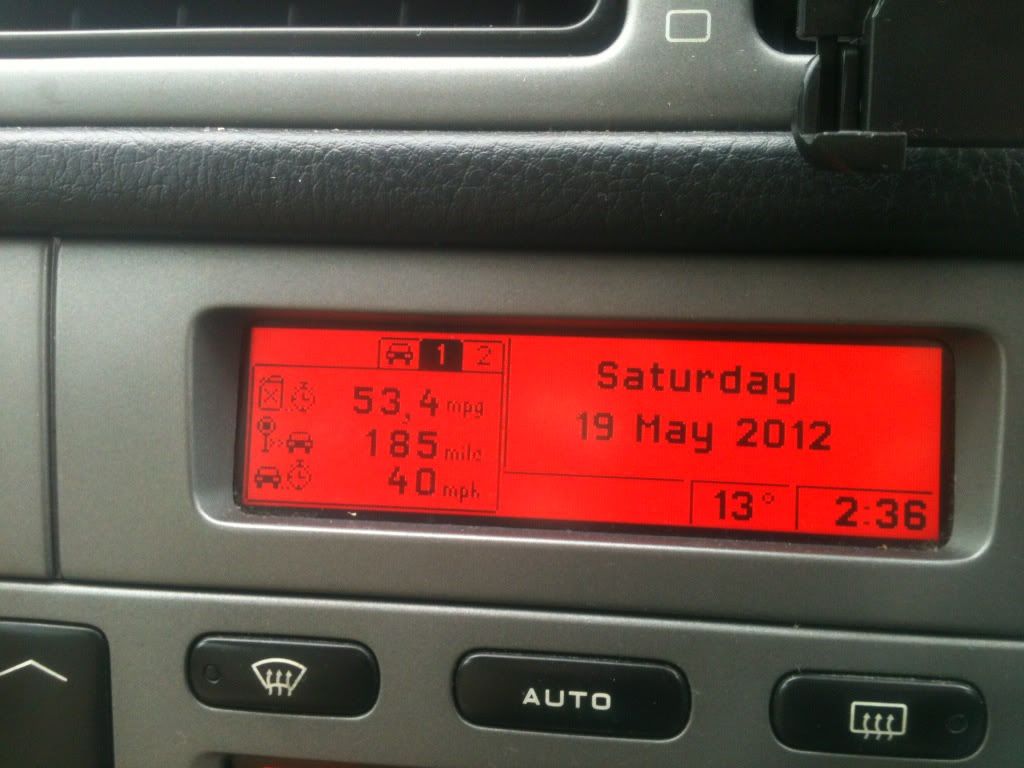 1 2
53,4 mpg
185 mile
40 mph
Saturday
19 May 2012
13°
2:36
AUTO